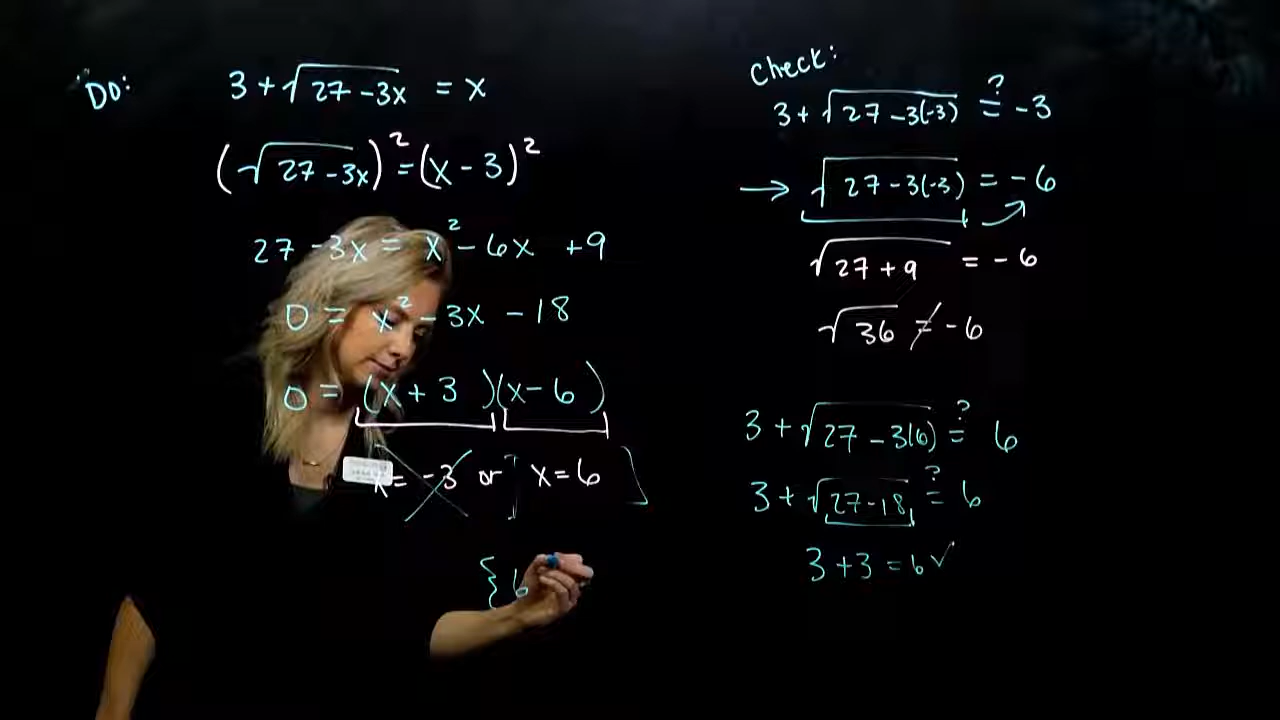 Do:
3 + √27 - 3x = x
(√27 - 3x)² = (x - 3)²
27 - 3x = x² - 6x + 9
0 = x² - 3x - 18
0 = (x + 3)(x - 6)
x = -3 or x = 6
{6
Check:
3 + √27 - 3(-3) ≟ -3
→ √27 - 3(-3) = -6
√27 + 9 = -6
√36 ≠ -6
3 + √27 - 3(6) ≟ 6
3 + √27 - 18 ≟ 6
3 + 3 = 6 ✓